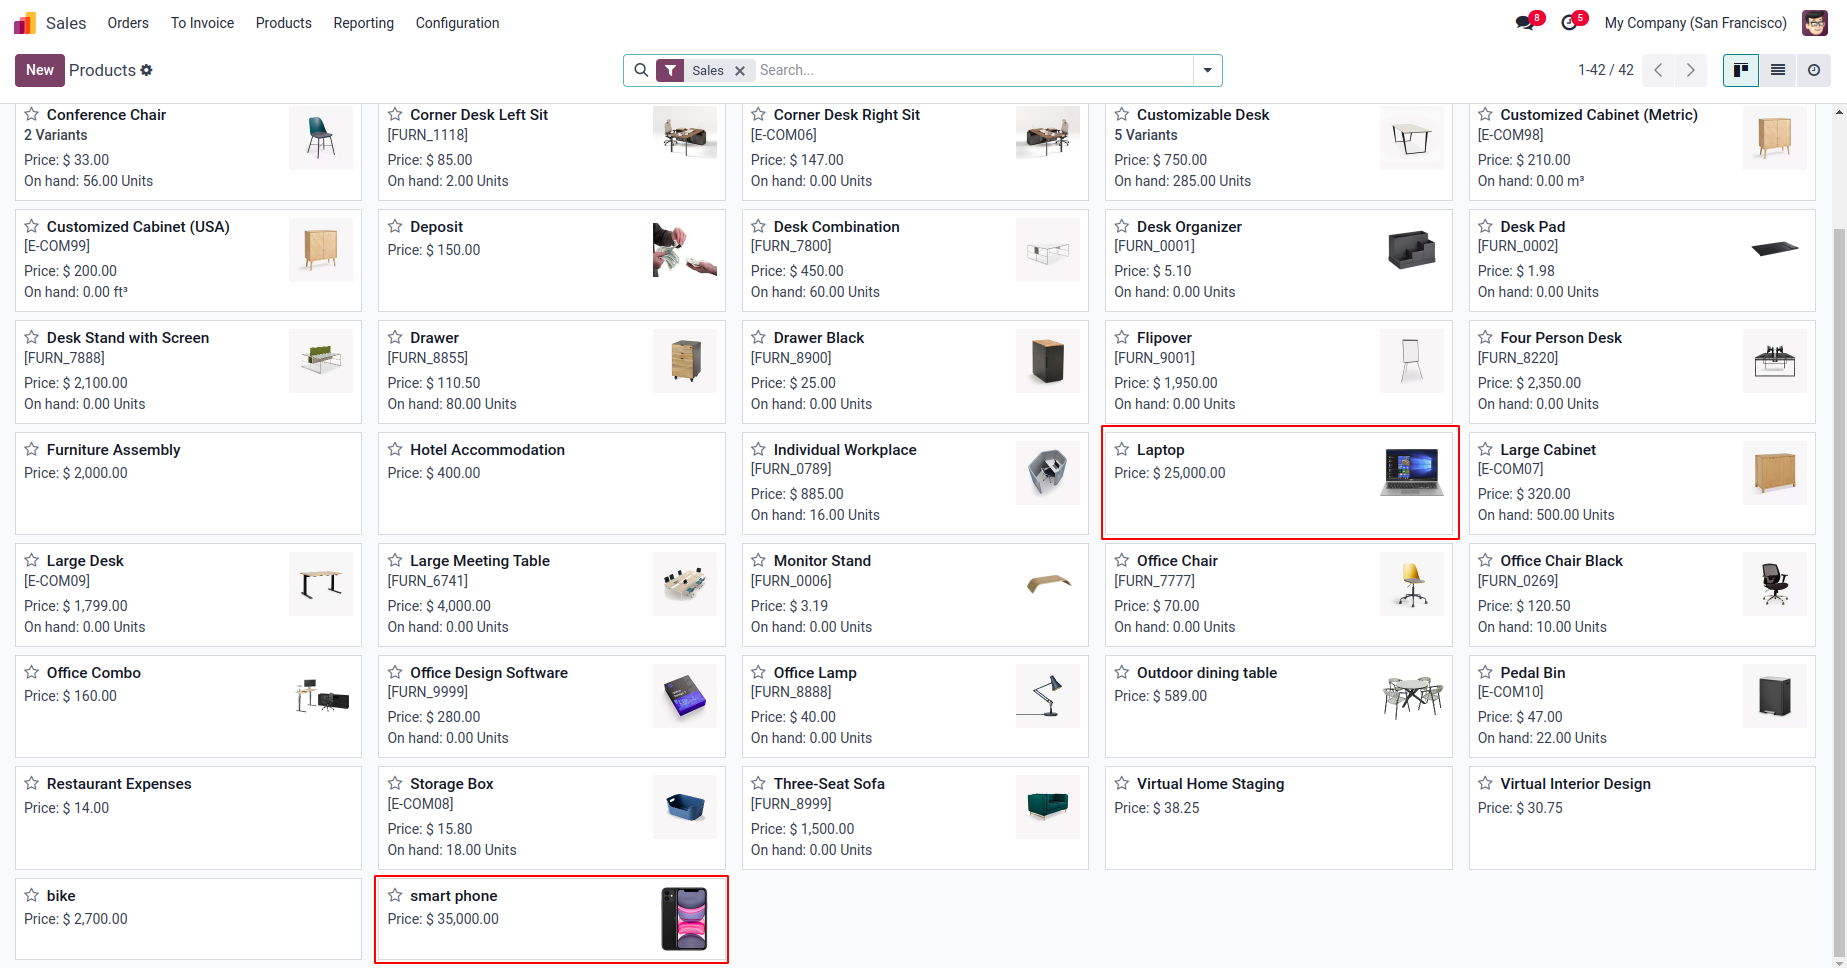 Sales Orders To Invoice Products Reporting Configuration 8 5 My Company (San Francisco)
New Products Sales Search... 1-42 / 42
Conference Chair
2 Variants
Price: $ 33.00
On hand: 56.00 Units
Corner Desk Left Sit
[FURN_1118]
Price: $ 85.00
On hand: 2.00 Units
Corner Desk Right Sit
[E-COM06]
Price: $ 147.00
On hand: 0.00 Units
Customizable Desk
5 Variants
Price: $ 750.00
On hand: 285.00 Units
Customized Cabinet (Metric)
[E-COM98]
Price: $ 210.00
On hand: 0.00 m³
Customized Cabinet (USA)
[E-COM99]
Price: $ 200.00
On hand: 0.00 ft³
Deposit
Price: $ 150.00
Desk Combination
[FURN_7800]
Price: $ 450.00
On hand: 60.00 Units
Desk Organizer
[FURN_0001]
Price: $ 5.10
On hand: 0.00 Units
Desk Pad
[FURN_0002]
Price: $ 1.98
On hand: 0.00 Units
Desk Stand with Screen
[FURN_7888]
Price: $ 2,100.00
On hand: 0.00 Units
Drawer
[FURN_8855]
Price: $ 110.50
On hand: 80.00 Units
Drawer Black
[FURN_8900]
Price: $ 25.00
On hand: 0.00 Units
Flipover
[FURN_9001]
Price: $ 1,950.00
On hand: 0.00 Units
Four Person Desk
[FURN_8220]
Price: $ 2,350.00
On hand: 0.00 Units
Furniture Assembly
Price: $ 2,000.00
Hotel Accommodation
Price: $ 400.00
Individual Workplace
[FURN_0789]
Price: $ 885.00
On hand: 16.00 Units
Laptop
Price: $ 25,000.00
Large Cabinet
[E-COM07]
Price: $ 320.00
On hand: 500.00 Units
Large Desk
[E-COM09]
Price: $ 1,799.00
On hand: 0.00 Units
Large Meeting Table
[FURN_6741]
Price: $ 4,000.00
On hand: 0.00 Units
Monitor Stand
[FURN_0006]
Price: $ 3.19
On hand: 0.00 Units
Office Chair
[FURN_7777]
Price: $ 70.00
On hand: 0.00 Units
Office Chair Black
[FURN_0269]
Price: $ 120.50
On hand: 10.00 Units
Office Combo
Price: $ 160.00
Office Design Software
[FURN_9999]
Price: $ 280.00
On hand: 0.00 Units
Office Lamp
[FURN_8888]
Price: $ 40.00
On hand: 0.00 Units
Outdoor dining table
Price: $ 589.00
Pedal Bin
[E-COM10]
Price: $ 47.00
On hand: 22.00 Units
Restaurant Expenses
Price: $ 14.00
Storage Box
[E-COM08]
Price: $ 15.80
On hand: 18.00 Units
Three-Seat Sofa
[FURN_8999]
Price: $ 1,500.00
On hand: 0.00 Units
Virtual Home Staging
Price: $ 38.25
Virtual Interior Design
Price: $ 30.75
bike
Price: $ 2,700.00
smart phone
Price: $ 35,000.00